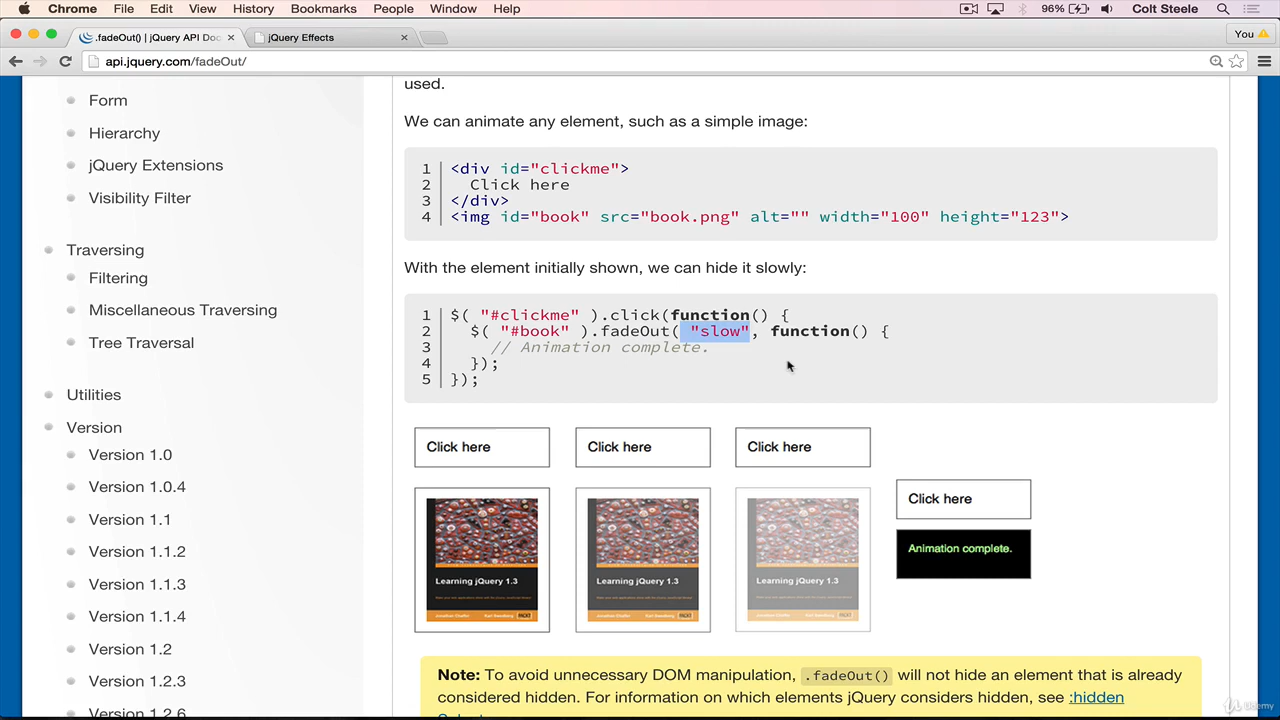 Chrome File Edit View History Bookmarks People Window Help 96% Colt Steele
.fadeOut() | jQuery API Doc jQuery Effects You
api.jquery.com/fadeOut/
Form
Hierarchy
jQuery Extensions
Visibility Filter
Traversing
Filtering
Miscellaneous Traversing
Tree Traversal
Utilities
Version
Version 1.0
Version 1.0.4
Version 1.1
Version 1.1.2
Version 1.1.3
Version 1.1.4
Version 1.2
Version 1.2.3
Version 1.2.6
used.
We can animate any element, such as a simple image:
1 <div id="clickme">
2 Click here
3 </div>
4 <img id="book" src="book.png" alt="" width="100" height="123">
With the element initially shown, we can hide it slowly:
1 $( "#clickme" ).click(function() {
2 $( "#book" ).fadeOut( "slow", function() {
3 // Animation complete.
4 });
5 });
Click here Click here Click here
Click here
Animation complete.
Learning jQuery 1.3 Learning jQuery 1.3 Learning jQuery 1.3
Note: To avoid unnecessary DOM manipulation, .fadeOut() will not hide an element that is already
considered hidden. For information on which elements jQuery considers hidden, see :hidden
Udemy